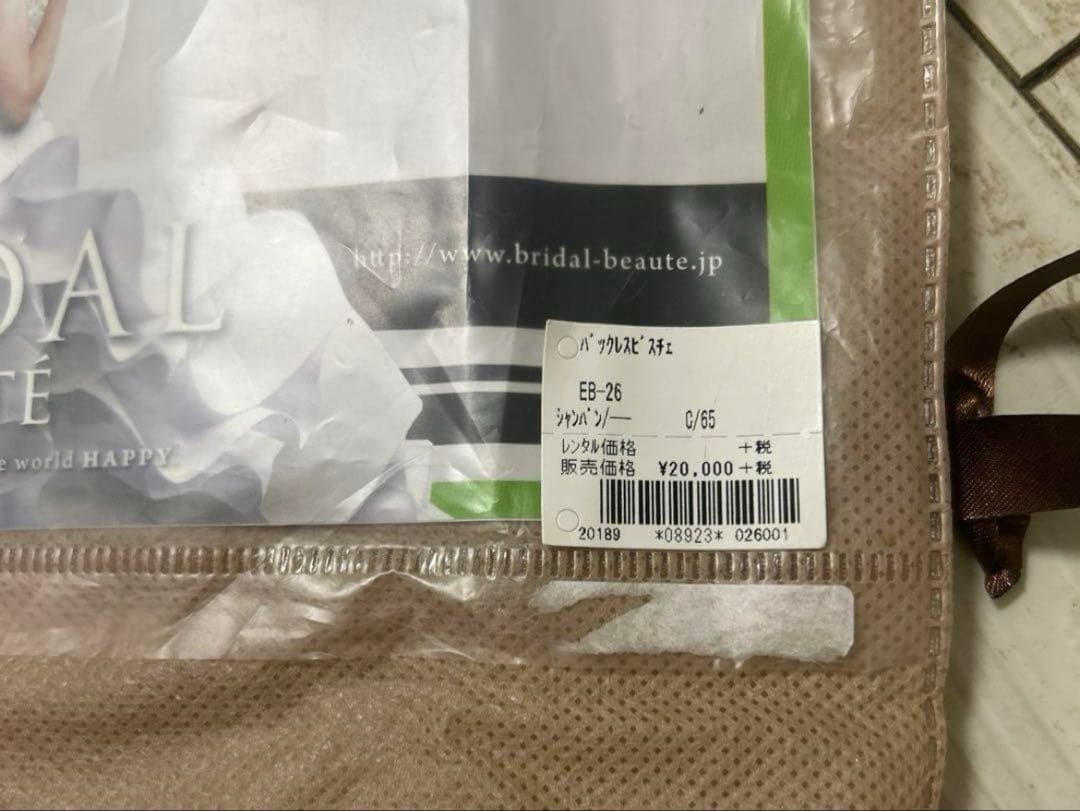 http://www.bridal-beaute.jp
DAL
TÉ
e world HAPPY.
ﾊﾞｯｸﾚｽﾋﾞｽﾁｪ
EB-26
ｼｬﾝﾊﾟﾝ/── C/65
ﾚﾝﾀﾙ価格 +税
販売価格 ¥20,000+税
20189 *08923* 026001